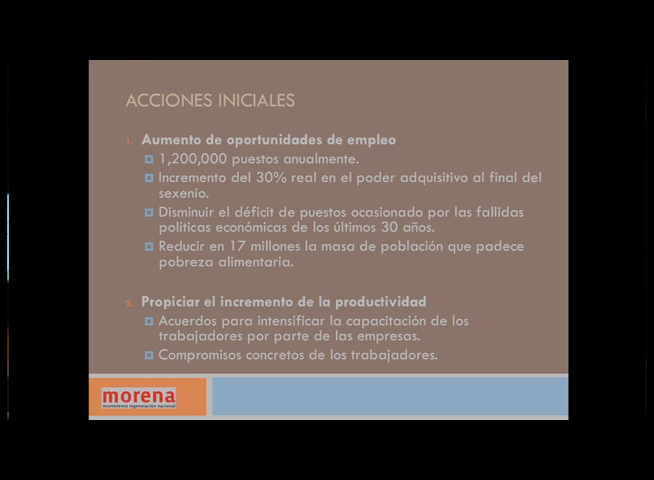 ACCIONES INICIALES
1. Aumento de oportunidades de empleo
1,200,000 puestos anualmente.
Incremento del 30% real en el poder adquisitivo al final del
sexenio.
Disminuir el déficit de puestos ocasionado por las fallidas
políticas económicas de los últimos 30 años.
Reducir en 17 millones la masa de población que padece
pobreza alimentaria.
2. Propiciar el incremento de la productividad
Acuerdos para intensificar la capacitación de los
trabajadores por parte de las empresas.
Compromisos concretos de los trabajadores.
morena
movimiento regeneración nacional